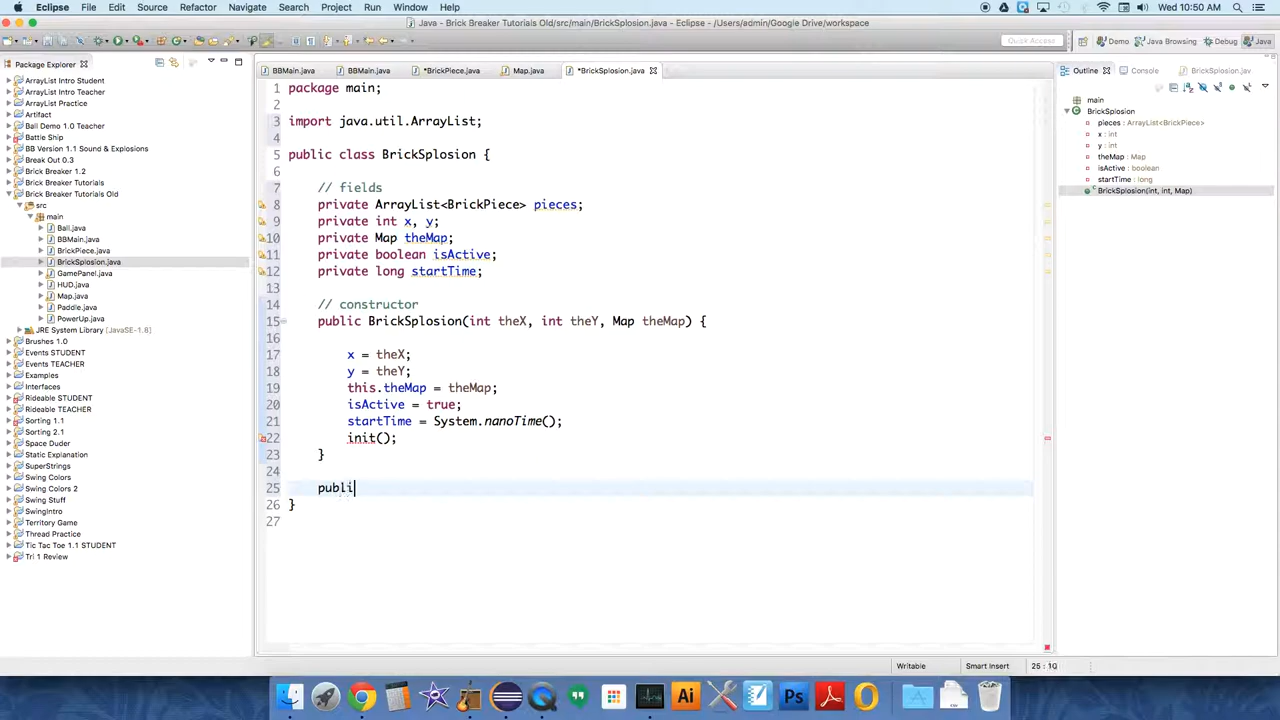 Eclipse File Edit Source Refactor Navigate Search Project Run Window Help
Wed 10:50 AM
Java - Brick Breaker Tutorials Old/src/main/BrickSplosion.java - Eclipse - /Users/admin/Google Drive/workspace
Quick Access
Demo Java Browsing Debug Java
Package Explorer
ArrayList Intro Student
ArrayList Intro Teacher
ArrayList Practice
Artifact
Ball Demo 1.0 Teacher
Battle Ship
BB Version 1.1 Sound & Explosions
Break Out 0.3
Brick Breaker 1.2
Brick Breaker Tutorials
Brick Breaker Tutorials Old
src
main
Ball.java
BBMain.java
BrickPiece.java
BrickSplosion.java
GamePanel.java
HUD.java
Map.java
Paddle.java
PowerUp.java
JRE System Library [JavaSE-1.8]
Brushes 1.0
Events STUDENT
Events TEACHER
Examples
Interfaces
Rideable STUDENT
Rideable TEACHER
Sorting 1.1
Sorting 2.1
Space Duder
Static Explanation
SuperStrings
Swing Colors
Swing Colors 2
Swing Stuff
SwingIntro
Territory Game
Thread Practice
Tic Tac Toe 1.1 STUDENT
Tri 1 Review
BBMain.java BBMain.java *BrickPiece.java Map.java *BrickSplosion.java
1 package main;
2
3 import java.util.ArrayList;
4
5 public class BrickSplosion {
6
7 // fields
8 private ArrayList<BrickPiece> pieces;
9 private int x, y;
10 private Map theMap;
11 private boolean isActive;
12 private long startTime;
13
14 // constructor
15 public BrickSplosion(int theX, int theY, Map theMap) {
16
17 x = theX;
18 y = theY;
19 this.theMap = theMap;
20 isActive = true;
21 startTime = System.nanoTime();
22 init();
23 }
24
25 publi
26 }
27
Outline Console BrickSplosion.jav
main
BrickSplosion
pieces : ArrayList<BrickPiece>
x : int
y : int
theMap : Map
isActive : boolean
startTime : long
BrickSplosion(int, int, Map)
Writable Smart Insert 25 : 10
Ai Ps